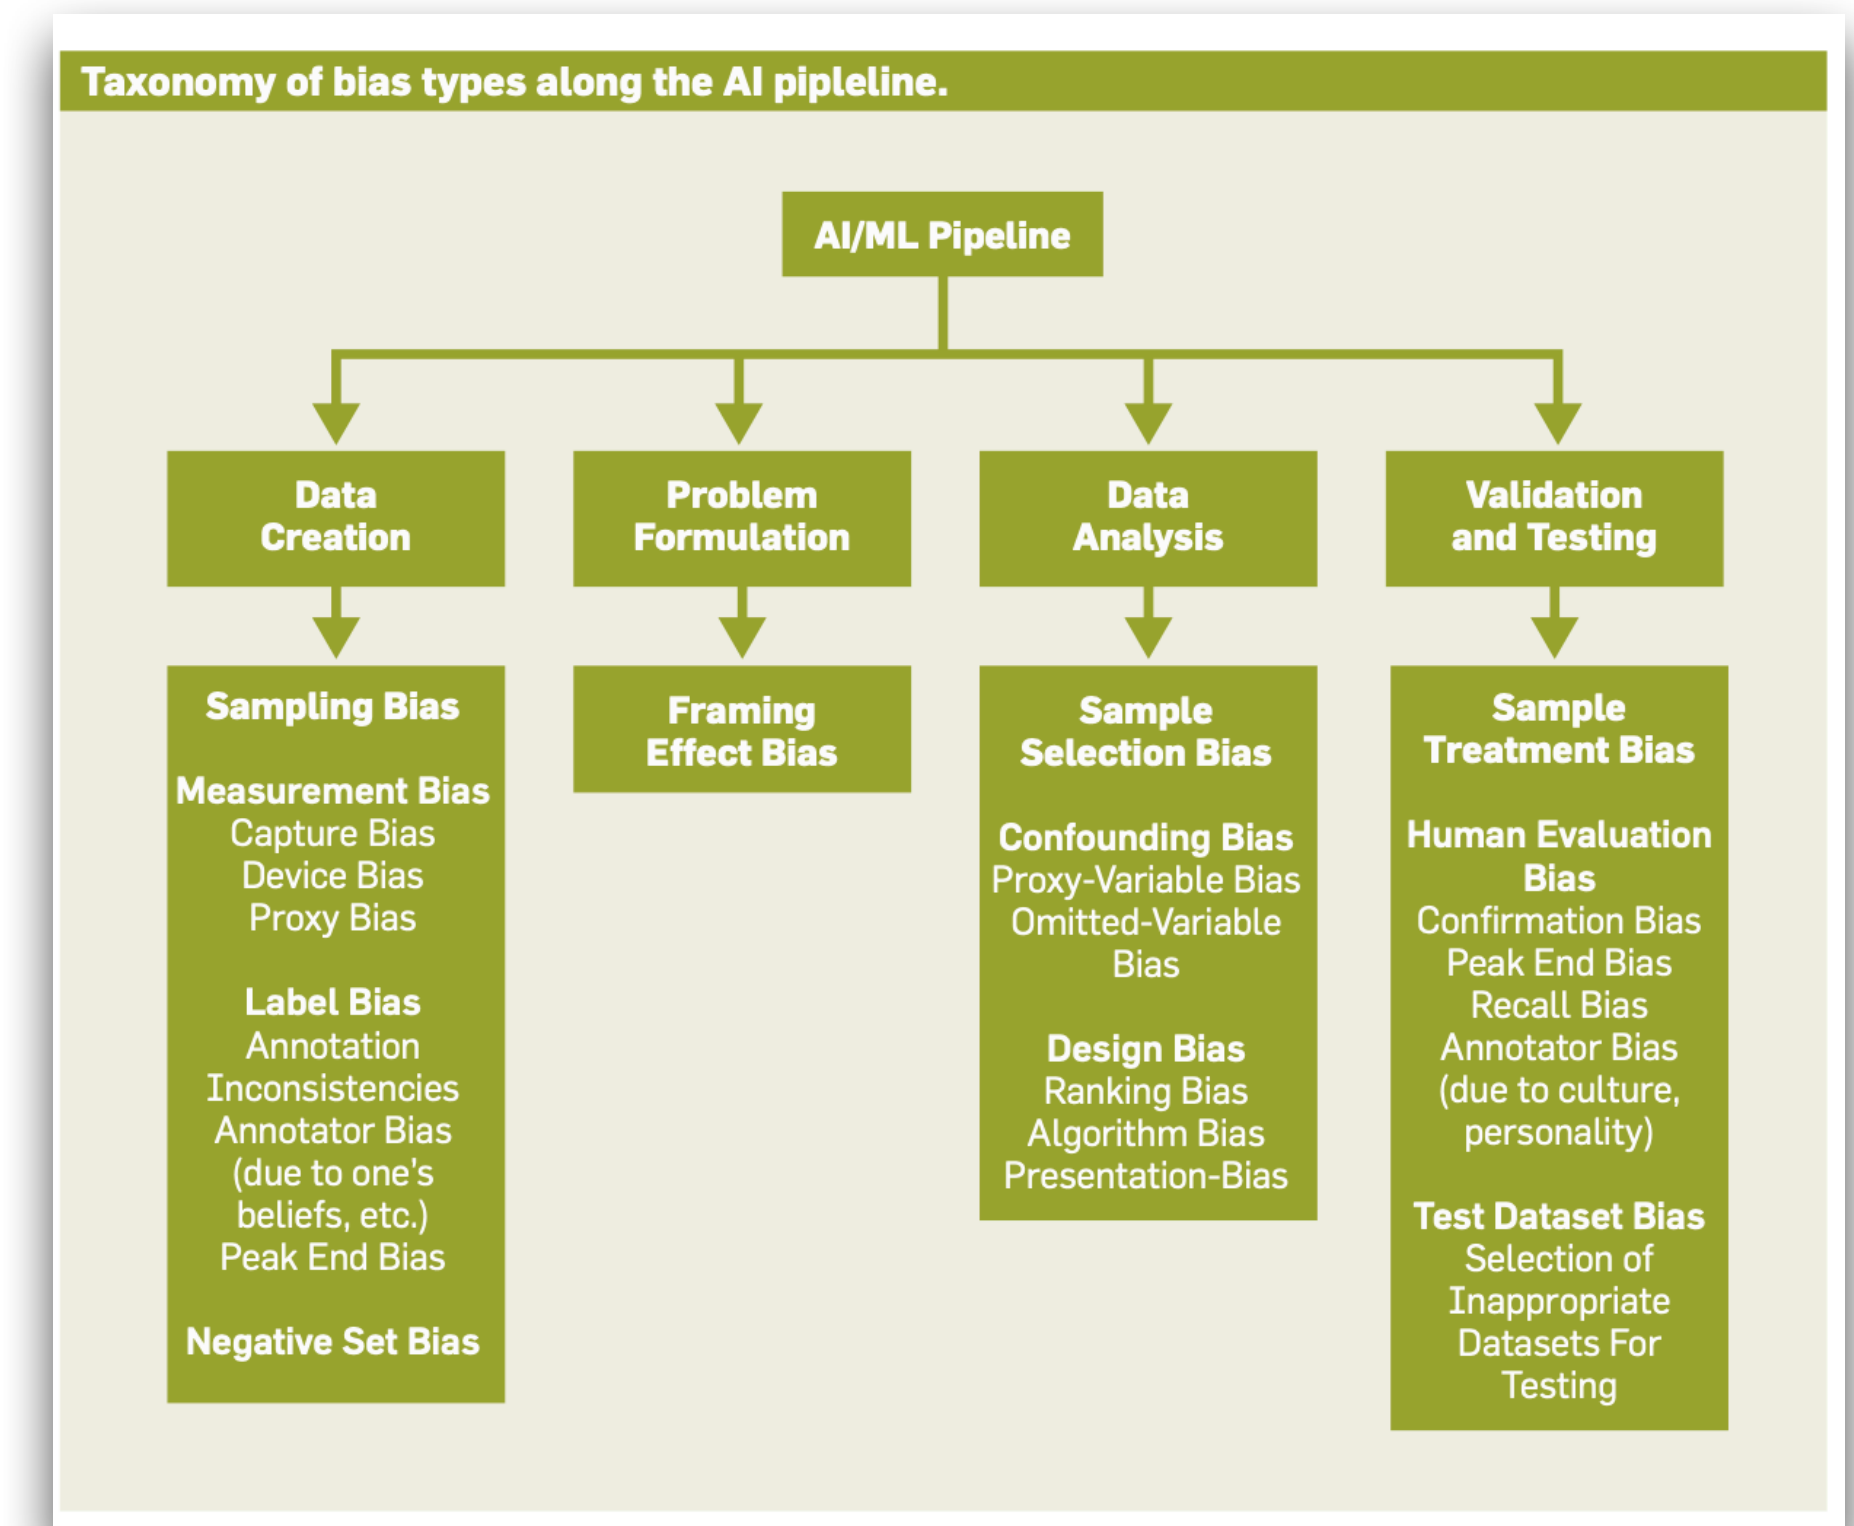 Taxonomy of bias types along the AI pipleline.
AI/ML Pipeline
Data
Creation
Problem
Formulation
Data
Analysis
Validation
and Testing
Sampling Bias
Measurement Bias
Capture Bias
Device Bias
Proxy Bias
Label Bias
Annotation
Inconsistencies
Annotator Bias
(due to one's
beliefs, etc.)
Peak End Bias
Negative Set Bias
Framing
Effect Bias
Sample
Selection Bias
Confounding Bias
Proxy-Variable Bias
Omitted-Variable
Bias
Design Bias
Ranking Bias
Algorithm Bias
Presentation-Bias
Sample
Treatment Bias
Human Evaluation
Bias
Confirmation Bias
Peak End Bias
Recall Bias
Annotator Bias
(due to culture,
personality)
Test Dataset Bias
Selection of
Inappropriate
Datasets For
Testing